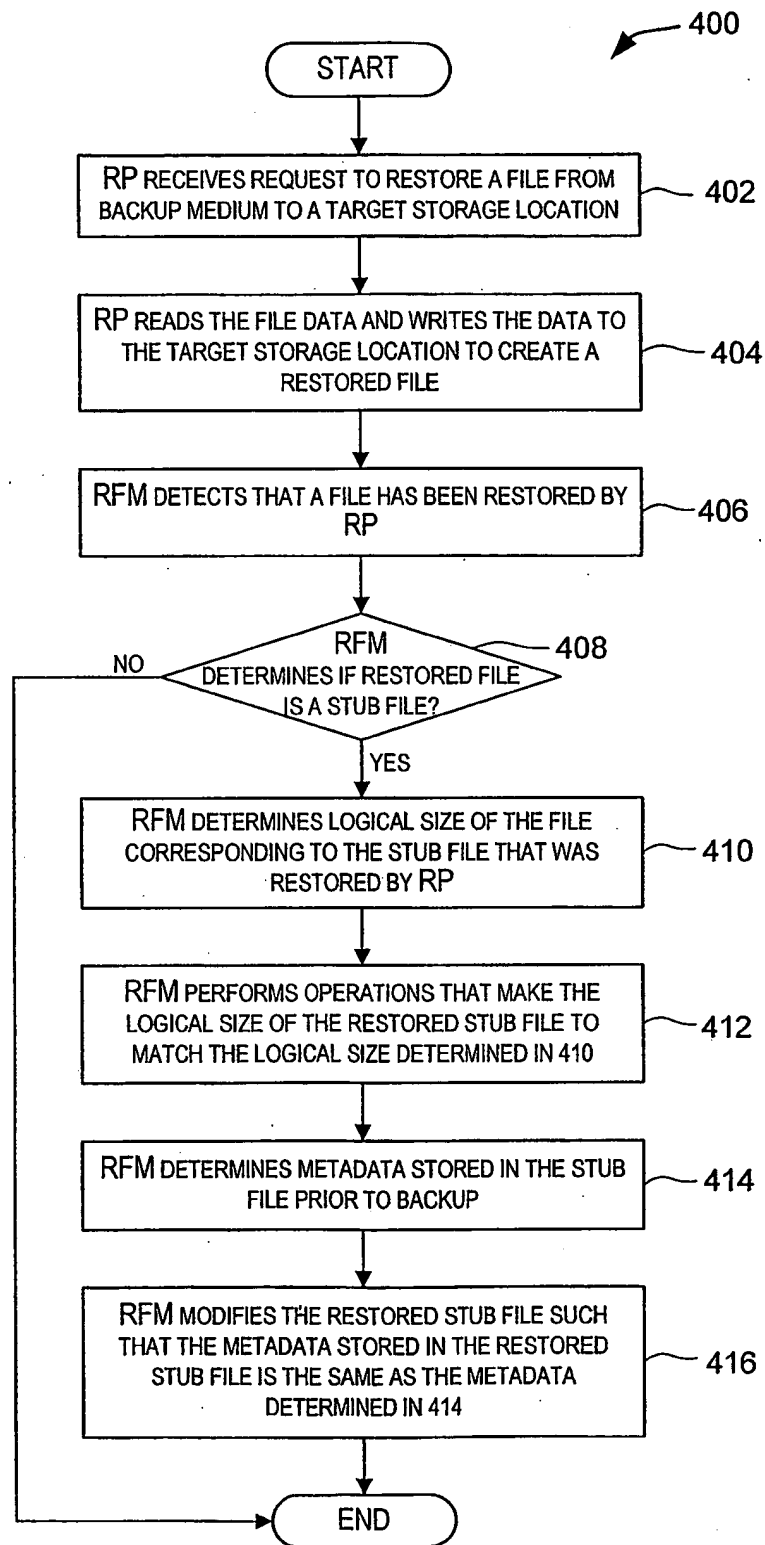 400
START
RP RECEIVES REQUEST TO RESTORE A FILE FROM
BACKUP MEDIUM TO A TARGET STORAGE LOCATION
402
RP READS THE FILE DATA AND WRITES THE DATA TO
THE TARGET STORAGE LOCATION TO CREATE A
RESTORED FILE
404
RFM DETECTS THAT A FILE HAS BEEN RESTORED BY
RP
406
RFM
DETERMINES IF RESTORED FILE
IS A STUB FILE?
408
NO
YES
RFM DETERMINES LOGICAL SIZE OF THE FILE
CORRESPONDING TO THE STUB FILE THAT WAS
RESTORED BY RP
410
RFM PERFORMS OPERATIONS THAT MAKE THE
LOGICAL SIZE OF THE RESTORED STUB FILE TO
MATCH THE LOGICAL SIZE DETERMINED IN 410
412
RFM DETERMINES METADATA STORED IN THE STUB
FILE PRIOR TO BACKUP
414
RFM MODIFIES THE RESTORED STUB FILE SUCH
THAT THE METADATA STORED IN THE RESTORED
STUB FILE IS THE SAME AS THE METADATA
DETERMINED IN 414
416
END